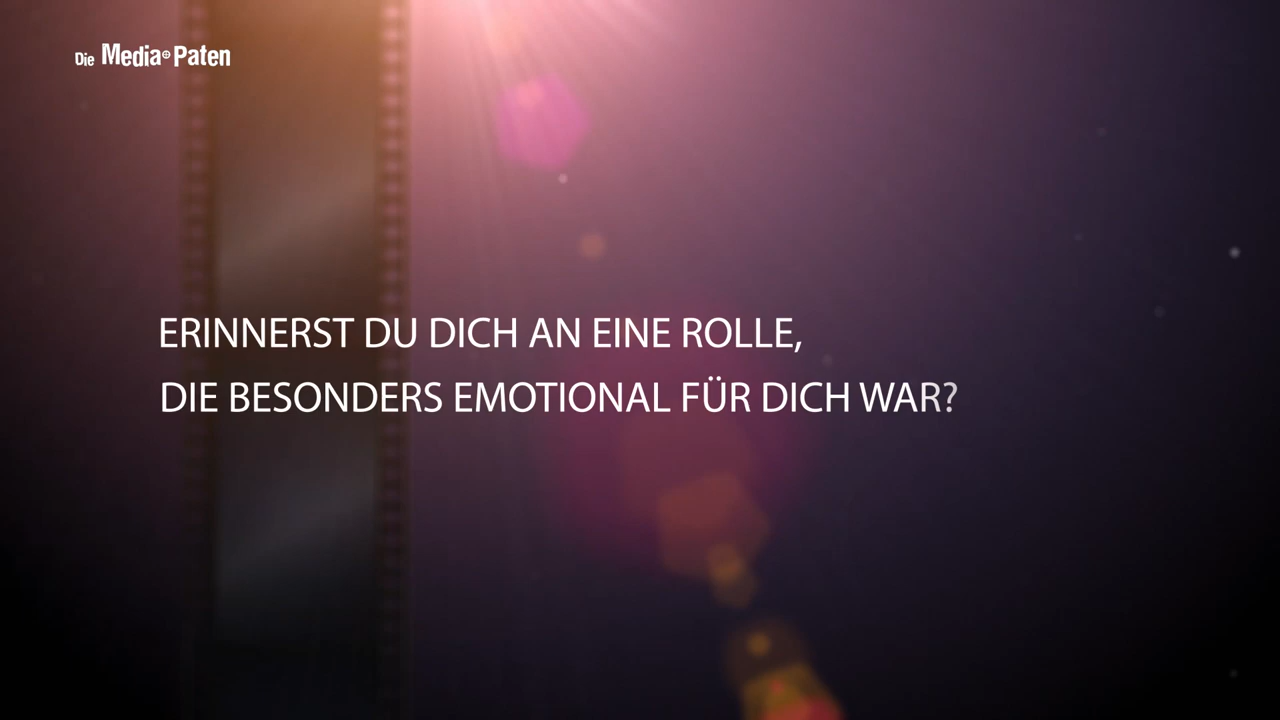 Die Media Paten
ERINNERST DU DICH AN EINE ROLLE,
DIE BESONDERS EMOTIONAL FÜR DICH WAR?